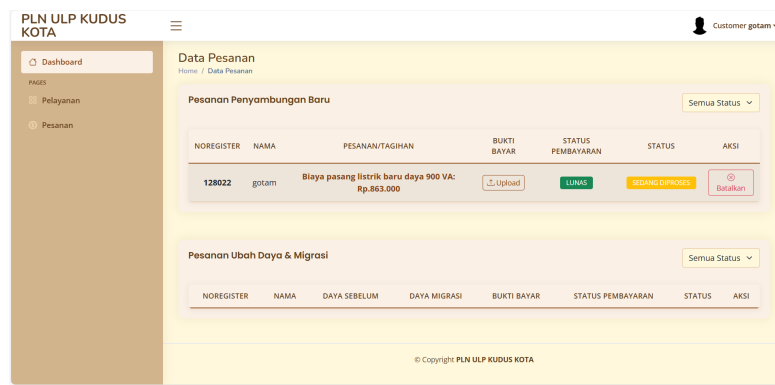 PLN ULP KUDUS
KOTA
Customer gotam
Dashboard
PAGES
Pelayanan
Pesanan
Data Pesanan
Home / Data Pesanan
Pesanan Penyambungan Baru
Semua Status
NOREGISTER NAMA PESANAN/TAGIHAN BUKTI BAYAR STATUS PEMBAYARAN STATUS AKSI
128022 gotam Biaya pasang listrik baru daya 900 VA: Rp.863.000 Upload LUNAS SEDANG DIPROSES Batalkan
Pesanan Ubah Daya & Migrasi
Semua Status
NOREGISTER NAMA DAYA SEBELUM DAYA MIGRASI BUKTI BAYAR STATUS PEMBAYARAN STATUS AKSI
© Copyright PLN ULP KUDUS KOTA